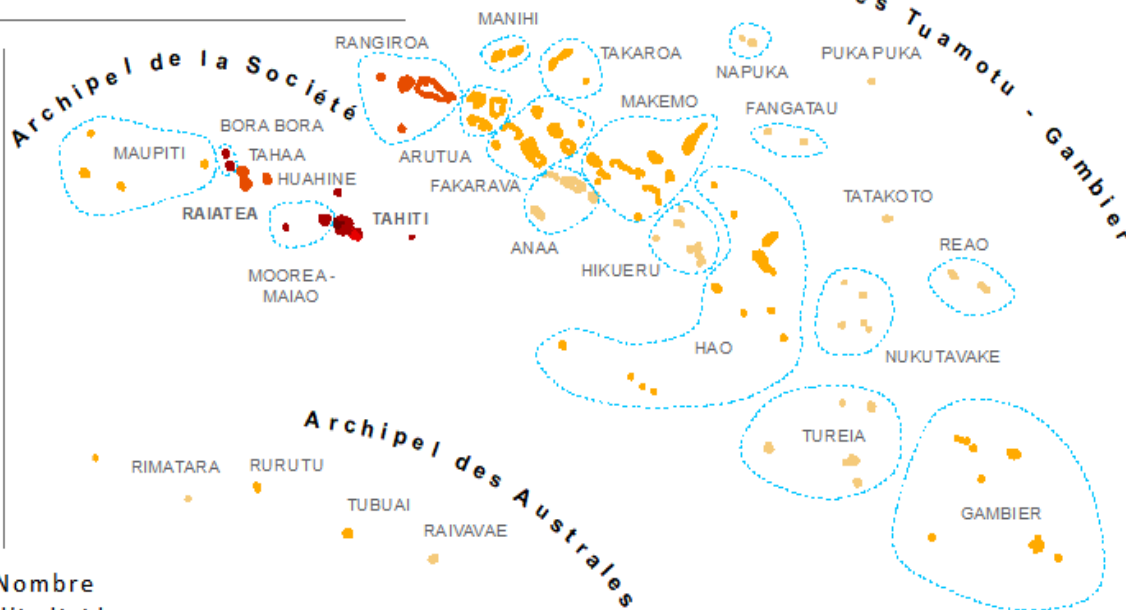 MANIHI
RANGIROA
TAKAROA
NAPUKA
PUKAPUKA
Tuamotu - Gambier
Archipel de la Société
MAKEMO
FANGATAU
BORA BORA
MAUPITI
TAHAA
ARUTUA
HUAHINE
FAKARAVA
TATAKOTO
RAIATEA
TAHITI
ANAA
REAO
HIKUERU
MOOREA -
MAIAO
HAO
NUKUTAVAKE
Archipel des Australes
TUREIA
RIMATARA
RURUTU
TUBUAI
GAMBIER
RAIVAVAE
Nombre